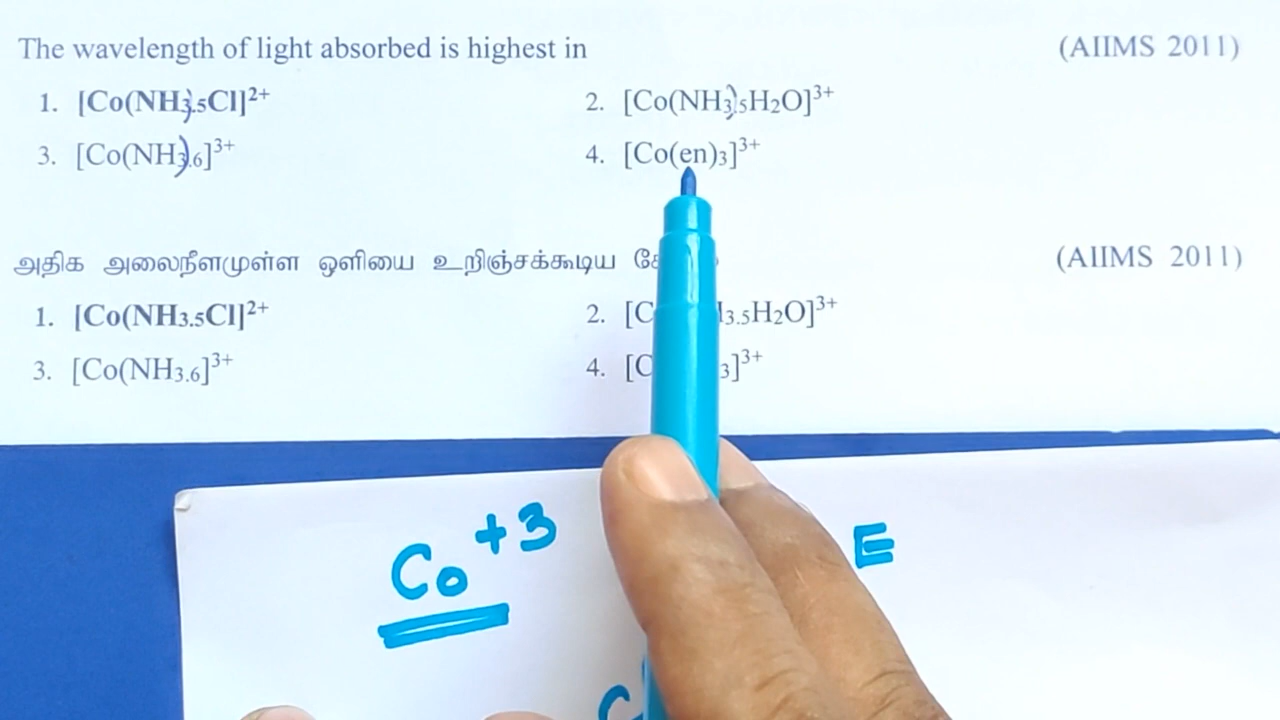 The wavelength of light absorbed is highest in (AIIMS 2011)
1. [Co(NH₃)₅Cl]²⁺ 2. [Co(NH₃)₅H₂O]³⁺
3. [Co(NH₃)₆]³⁺ 4. [Co(en)₃]³⁺
அதிக அலைநீளமுள்ள ஒளியை உறிஞ்சக்கூடிய (AIIMS 2011)
1. [Co(NH₃.₅Cl]²⁺ 2. [C ₃.₅H₂O]³⁺
3. [Co(NH₃.₆]³⁺ 4. [C ₃]³⁺
Co⁺³ E